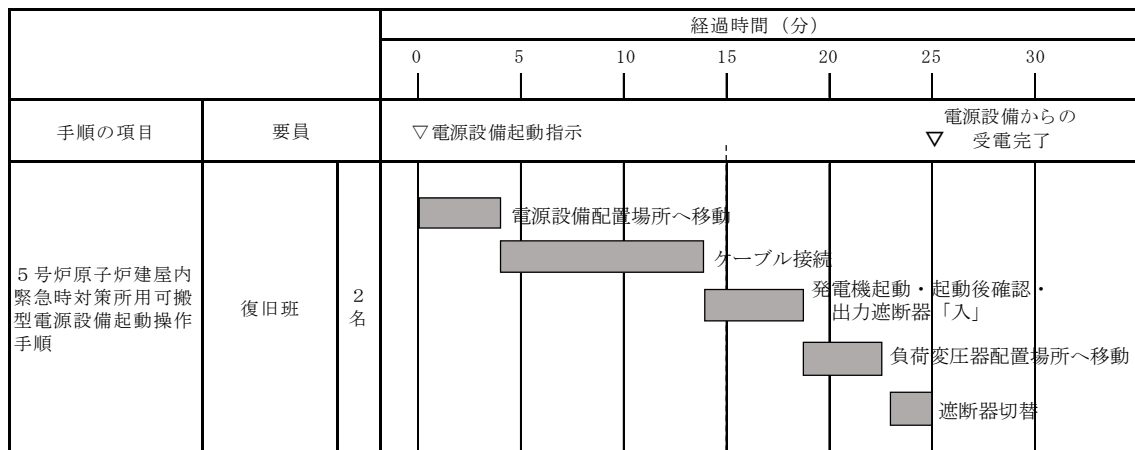 経過時間（分）
0 5 10 15 20 25 30
手順の項目 要員 ▽電源設備起動指示 電源設備からの
▽ 受電完了
電源設備配置場所へ移動
ケーブル接続
発電機起動・起動後確認・
出力遮断器「入」
負荷変圧器配置場所へ移動
遮断器切替
５号炉原子炉建屋内
緊急時対策所用可搬
型電源設備起動操作
手順
復旧班
２
名